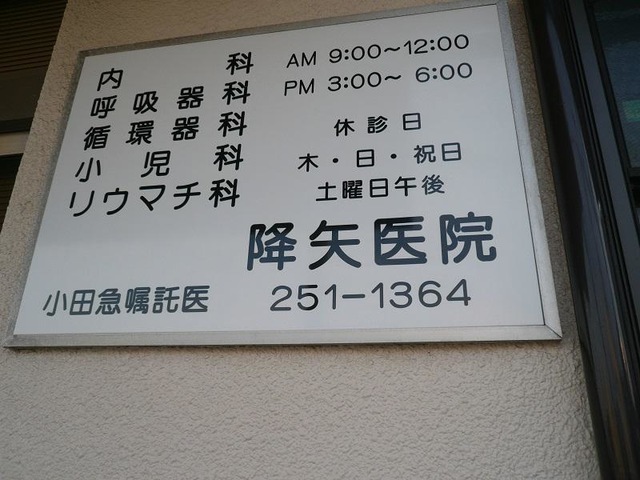 内科 AM 9:00〜12:00
呼吸器科 PM 3:00〜 6:00
循環器科 休診日
小児科 木・日・祝日
リウマチ科 土曜日午後
降矢医院
小田急嘱託医 251-1364